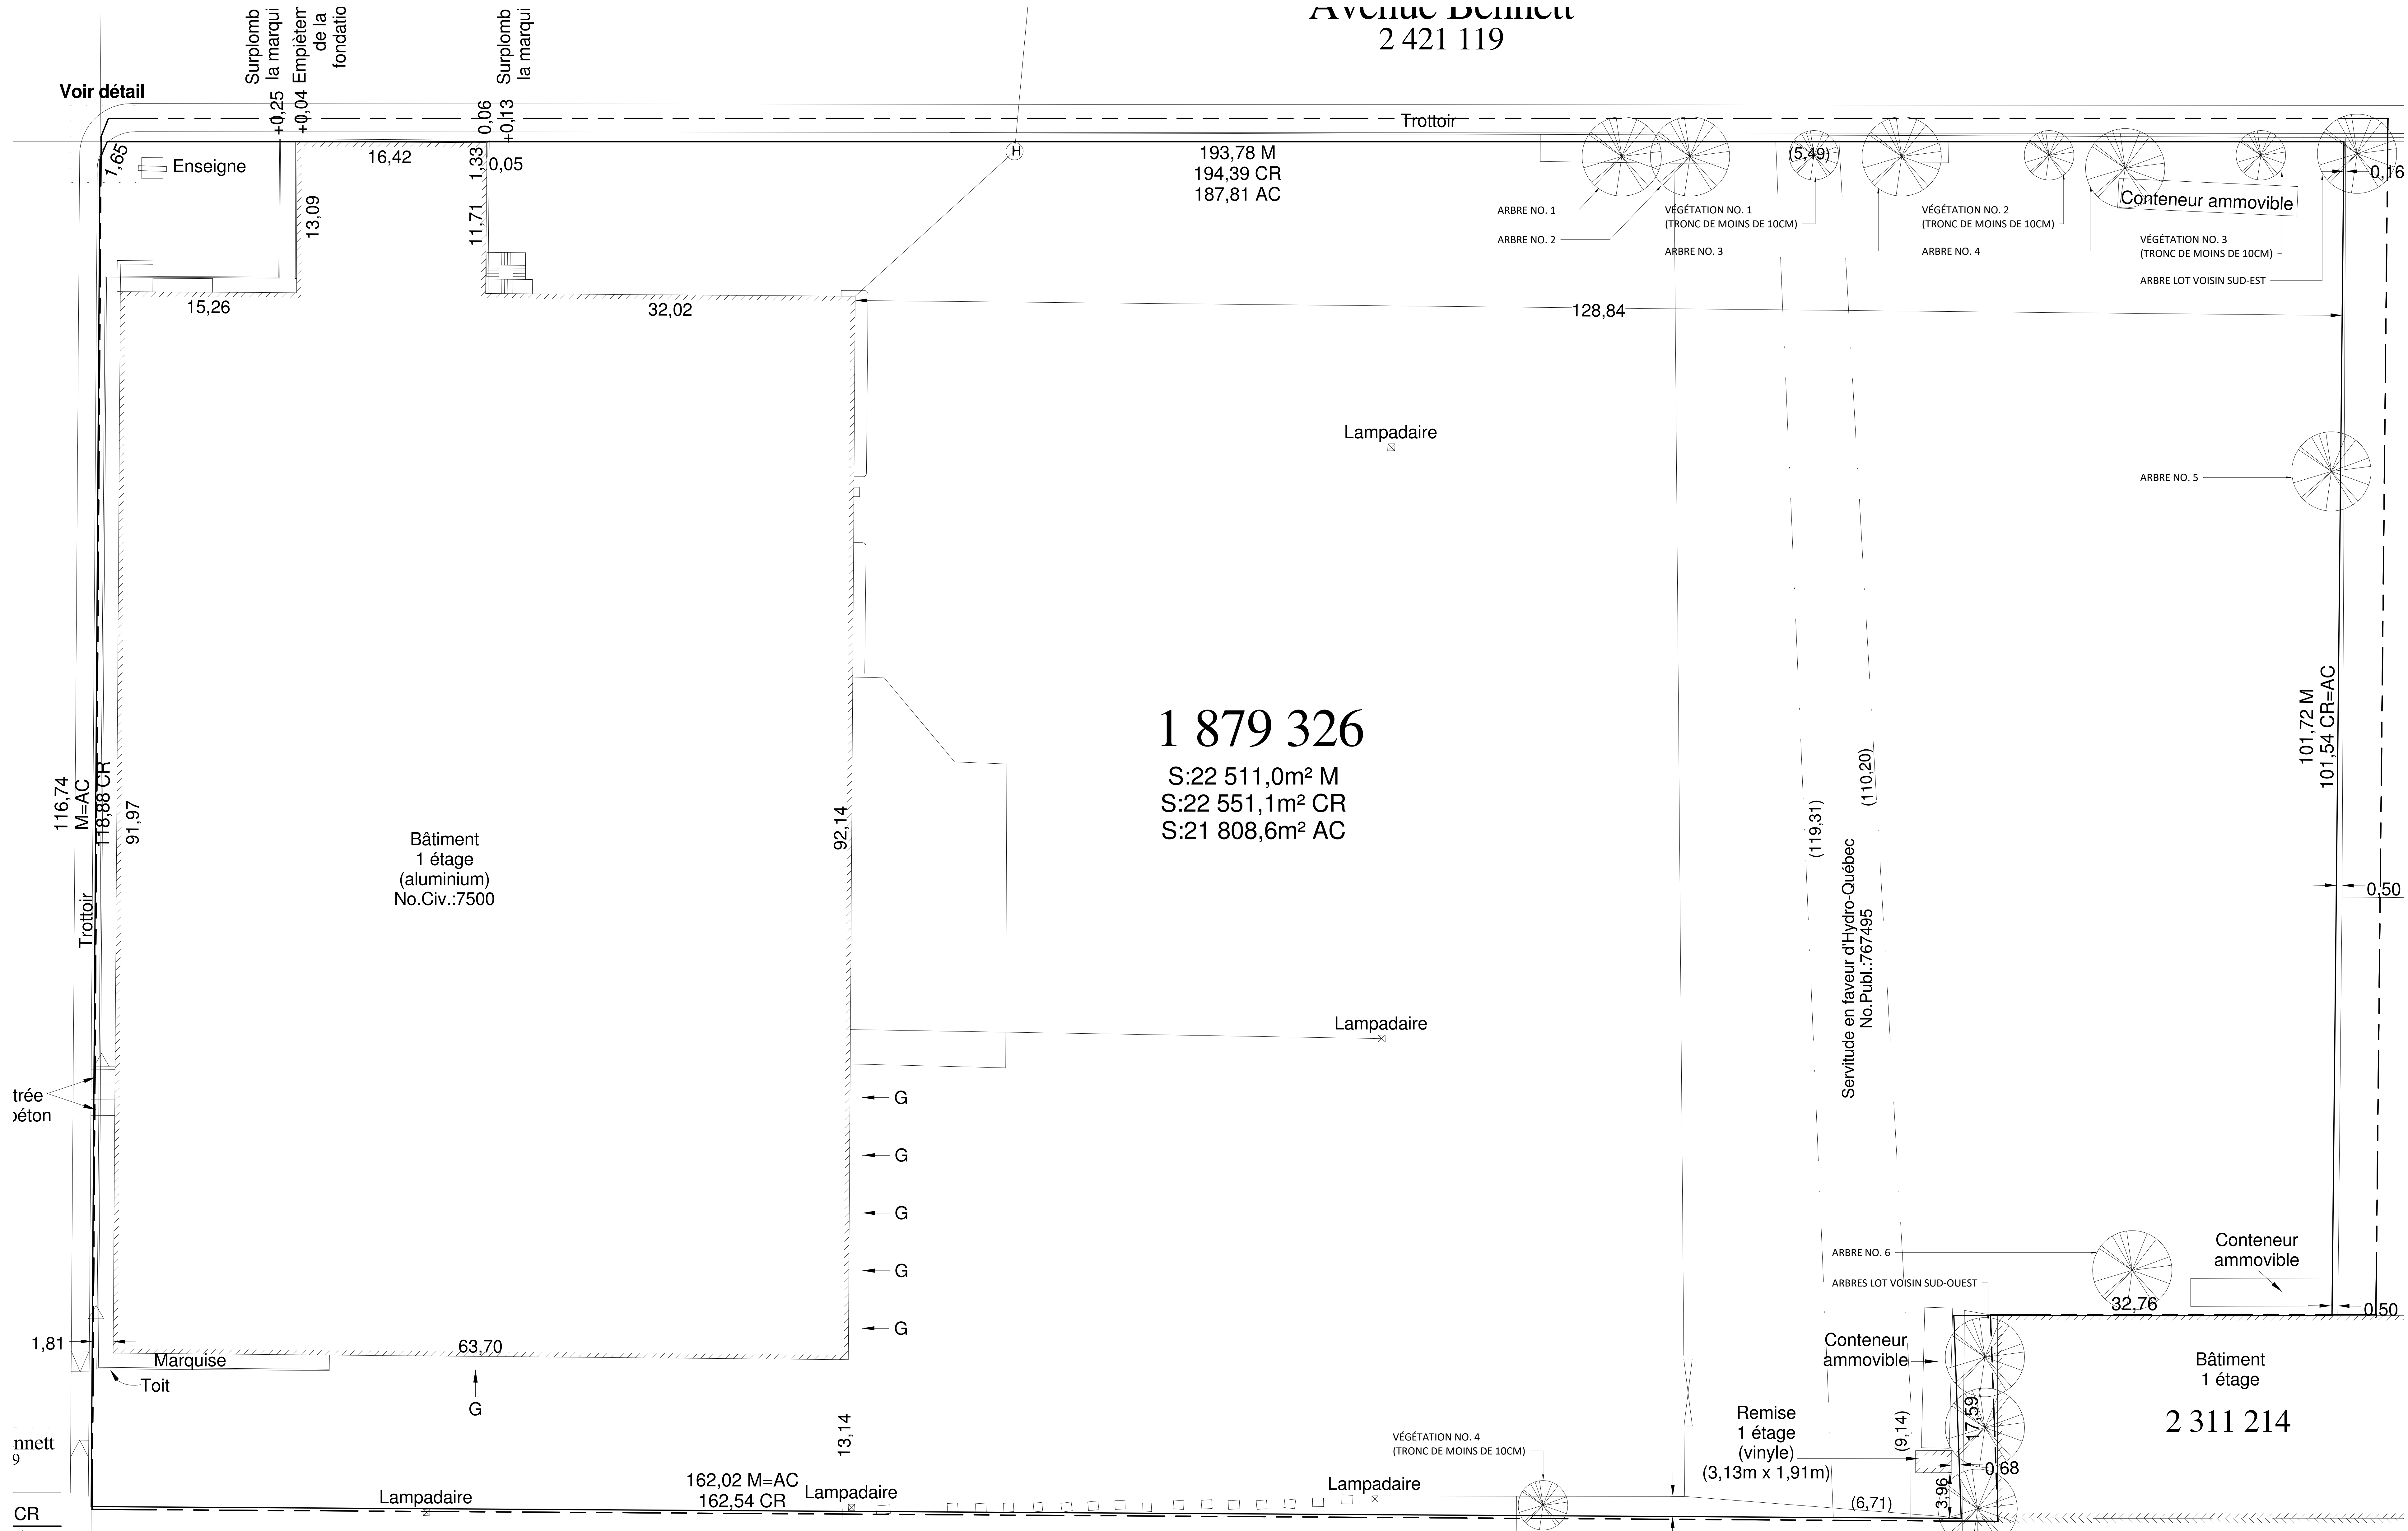 Avenue Bennett
2 421 119
Surplomb
la marqui
Empiètem
de la
fondatio
Surplomb
la marqui
Voir détail
+0,25
+0,04
0,06
+0,13
Trottoir
1,65
Enseigne
16,42
1,33
0,05
H
193,78 M
194,39 CR
187,81 AC
(5,49)
0,16
Conteneur ammovible
13,09
11,71
ARBRE NO. 1
ARBRE NO. 2
VÉGÉTATION NO. 1
(TRONC DE MOINS DE 10CM)
ARBRE NO. 3
VÉGÉTATION NO. 2
(TRONC DE MOINS DE 10CM)
ARBRE NO. 4
VÉGÉTATION NO. 3
(TRONC DE MOINS DE 10CM)
ARBRE LOT VOISIN SUD-EST
15,26
32,02
128,84
Lampadaire
ARBRE NO. 5
1 879 326
S:22 511,0m² M
S:22 551,1m² CR
S:21 808,6m² AC
116,74
M=AC
118,88 CR
91,97
92,14
Bâtiment
1 étage
(aluminium)
No.Civ.:7500
Trottoir
(119,31)
(110,20)
Servitude en faveur d'Hydro-Québec
No.Publ.:767495
101,72 M
101,54 CR=AC
0,50
Lampadaire
trée
béton
G
G
G
G
G
ARBRE NO. 6
ARBRES LOT VOISIN SUD-OUEST
Conteneur
ammovible
32,76
0,50
1,81
63,70
Marquise
Toit
G
Conteneur
ammovible
Bâtiment
1 étage
2 311 214
nnett
9
13,14
VÉGÉTATION NO. 4
(TRONC DE MOINS DE 10CM)
Remise
1 étage
(vinyle)
(3,13m x 1,91m)
(9,14)
17,59
0,68
162,02 M=AC
162,54 CR
Lampadaire
Lampadaire
Lampadaire
(6,71)
3,96
CR